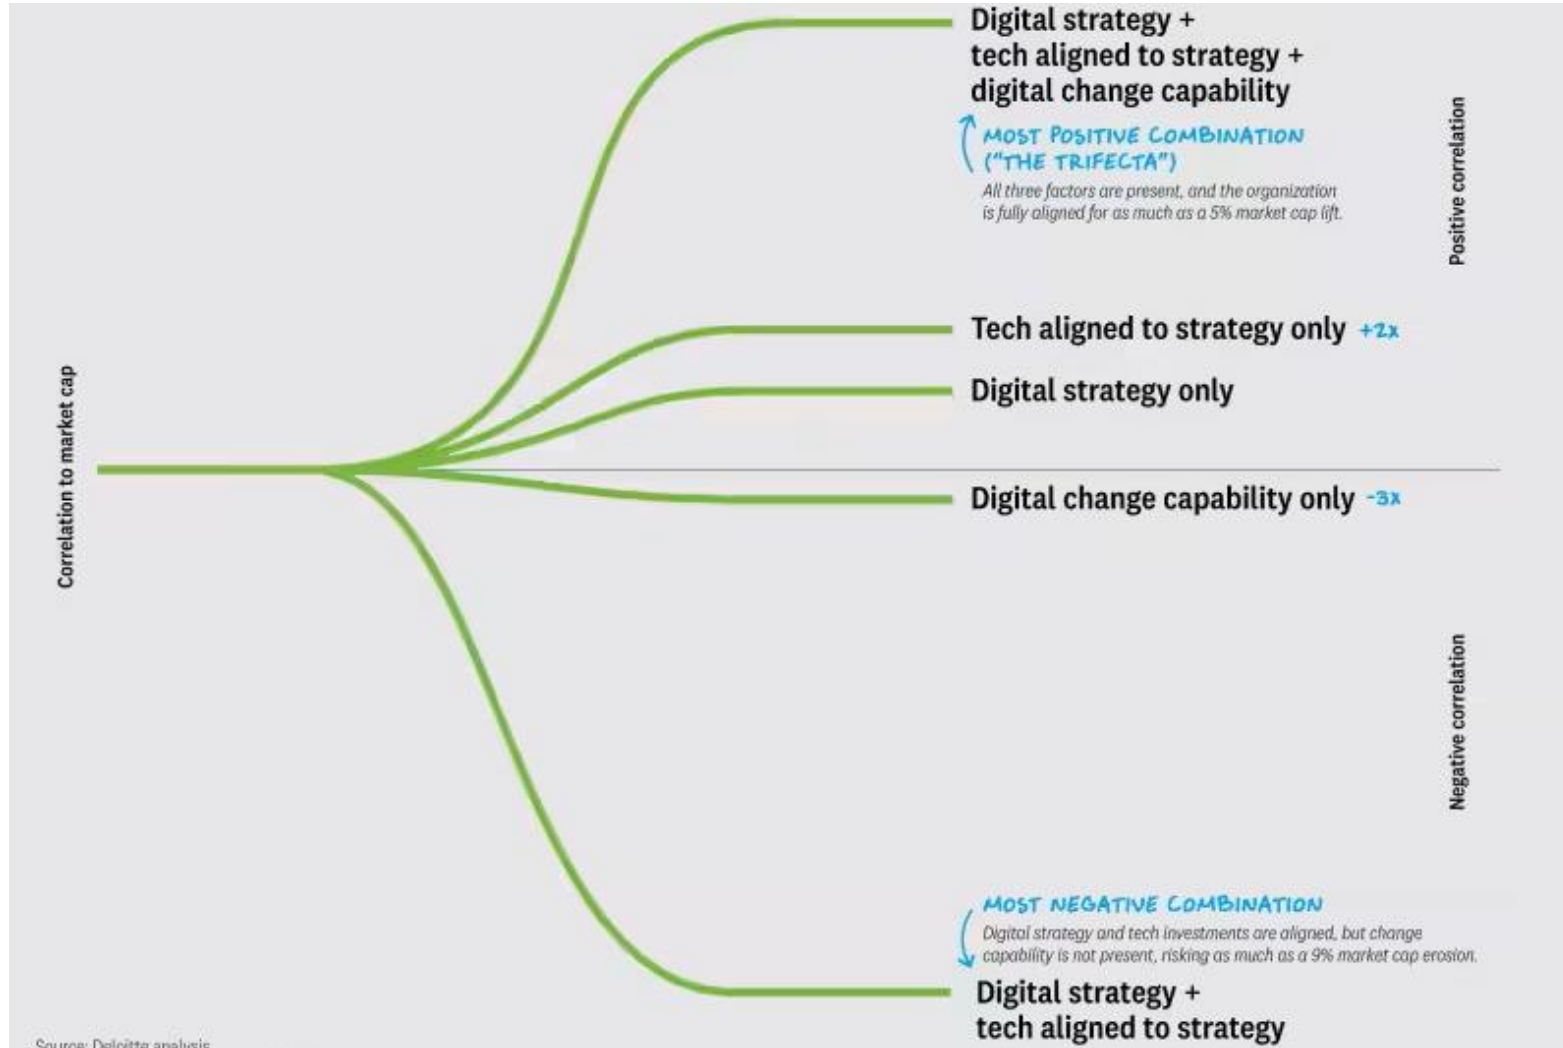 Digital strategy +
tech aligned to strategy +
digital change capability
MOST POSITIVE COMBINATION
("THE TRIFECTA")
All three factors are present, and the organization
is fully aligned for as much as a 5% market cap lift.
Positive correlation
Tech aligned to strategy only +2x
Digital strategy only
Correlation to market cap
Digital change capability only -3x
Negative correlation
MOST NEGATIVE COMBINATION
Digital strategy and tech investments are aligned, but change
capability is not present, risking as much as a 9% market cap erosion.
Digital strategy +
tech aligned to strategy
Source: Deloitte analysis